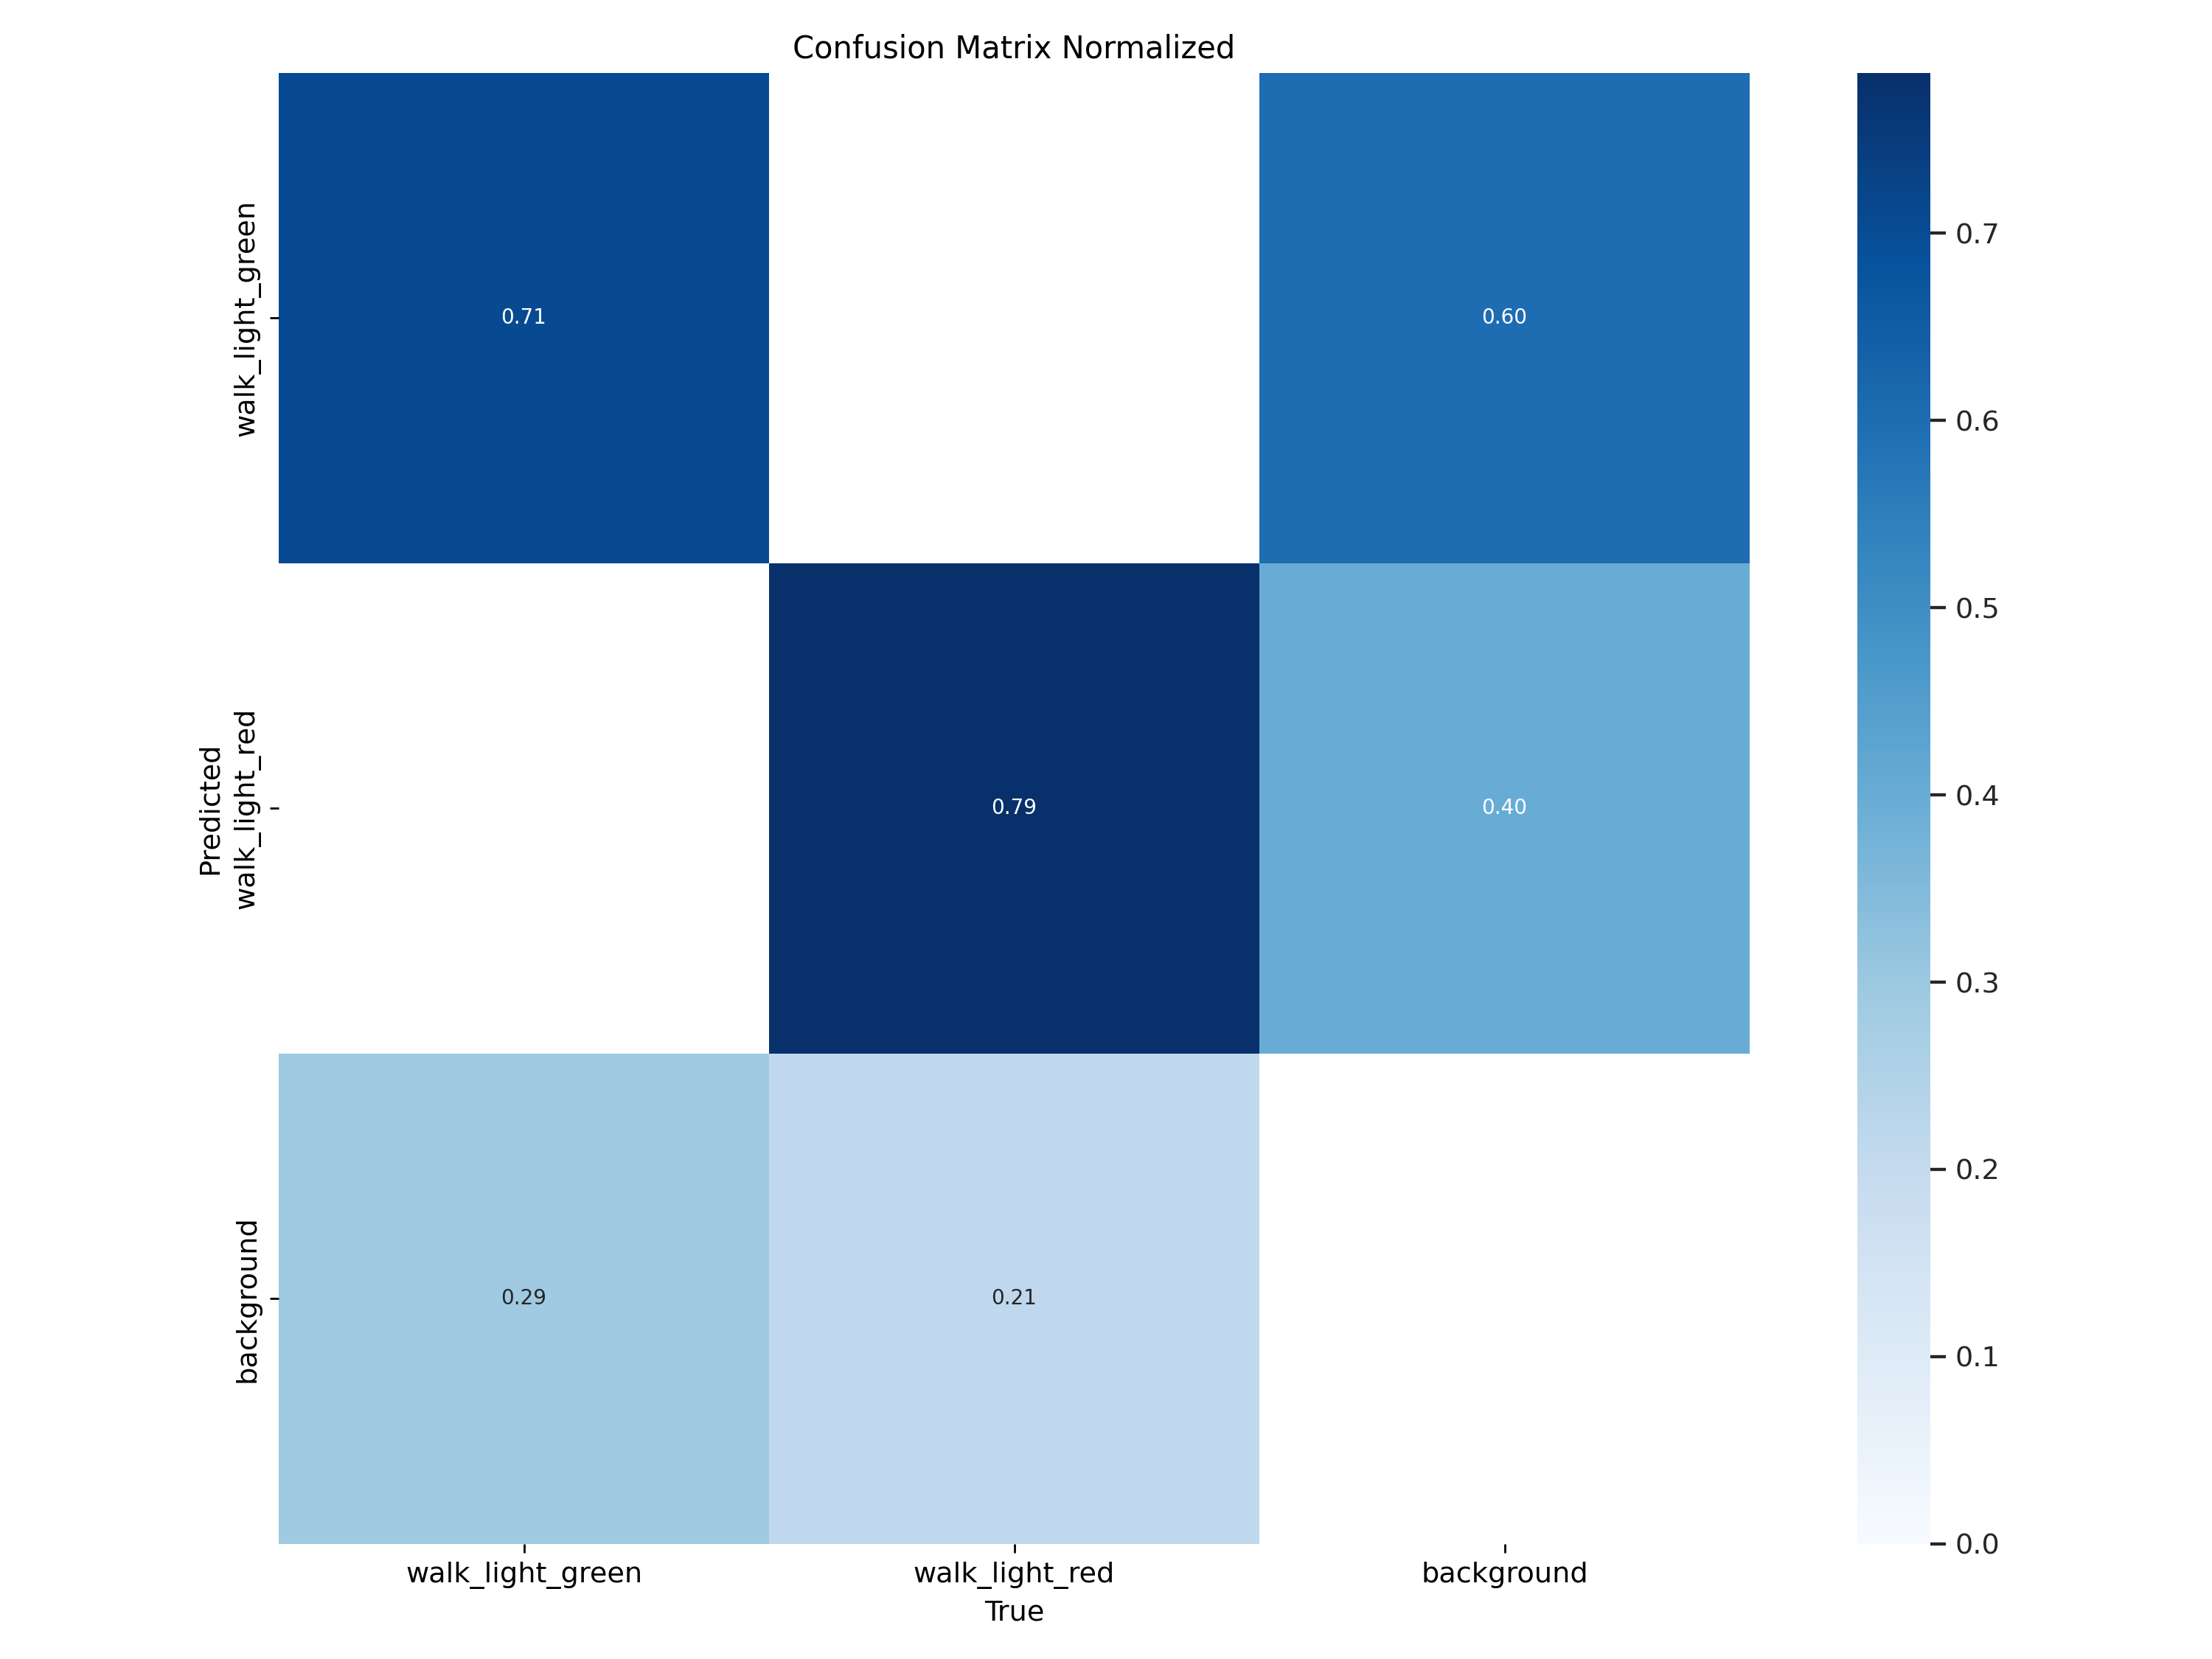 Confusion Matrix Normalized
walk_light_green
0.71
0.60
0.7
0.6
0.5
Predicted
walk_light_red
0.79
0.40
0.4
0.3
background
0.29
0.21
0.2
0.1
0.0
walk_light_green
walk_light_red
background
True